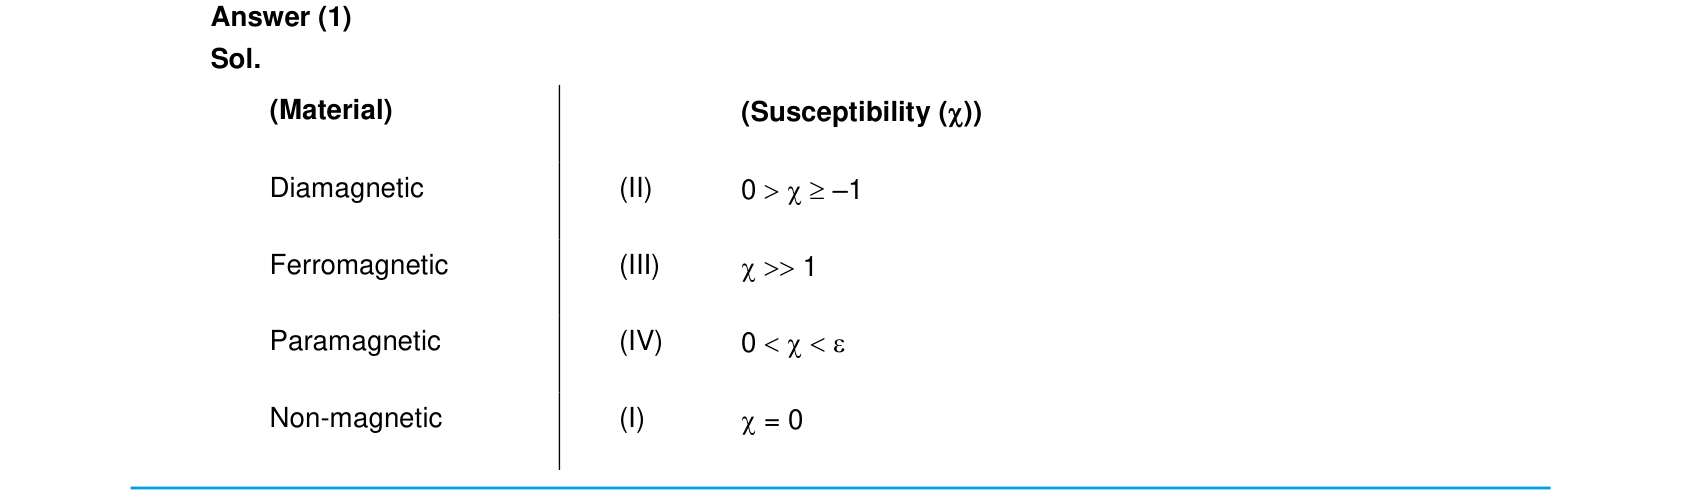 Answer (1)
Sol.
(Material) (Susceptibility (χ))
Diamagnetic (II) 0 > χ ≥ –1
Ferromagnetic (III) χ >> 1
Paramagnetic (IV) 0 < χ < ε
Non-magnetic (I) χ = 0